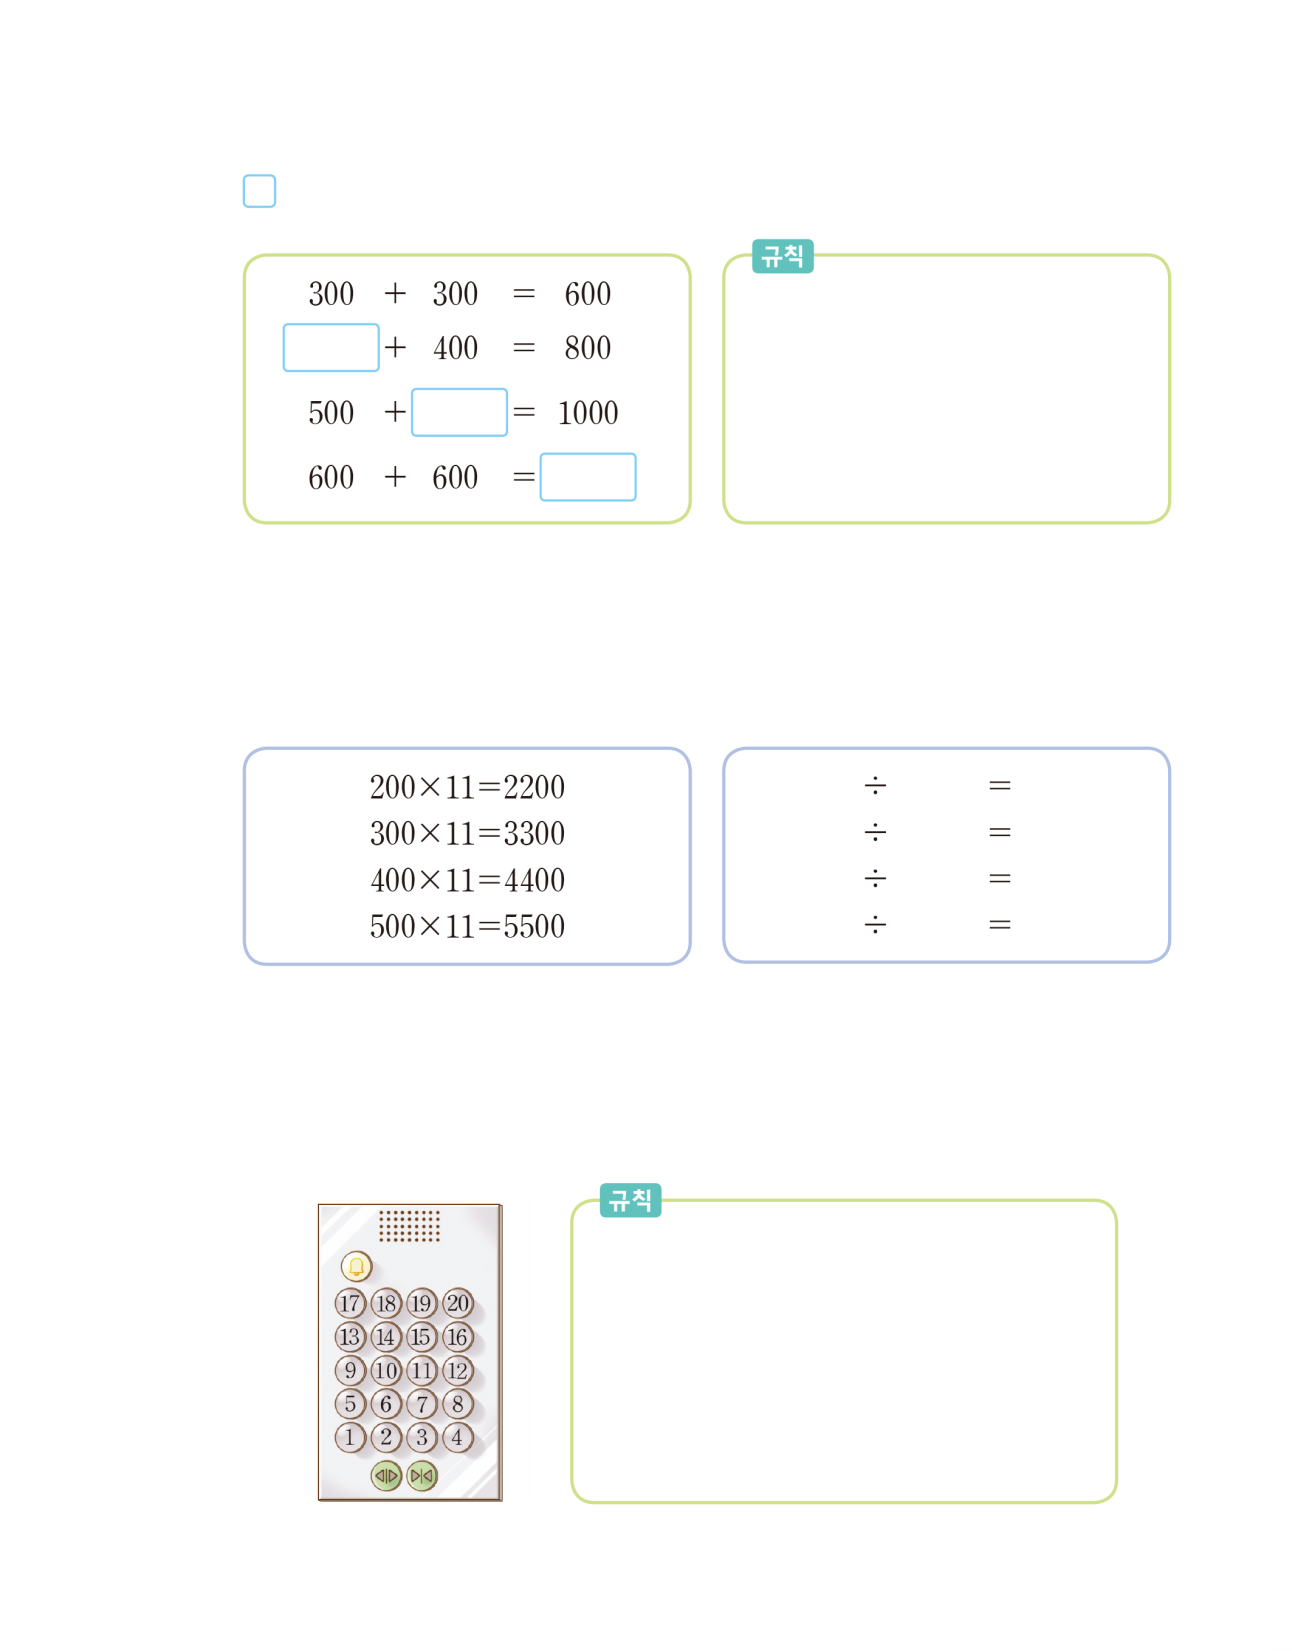 규칙
300 + 300 = 600
+ 400 = 800
500 + = 1000
600 + 600 =
200×11=2200
300×11=3300
400×11=4400
500×11=5500
÷ =
÷ =
÷ =
÷ =
규칙
17 18 19 20
13 14 15 16
9 10 11 12
5 6 7 8
1 2 3 4